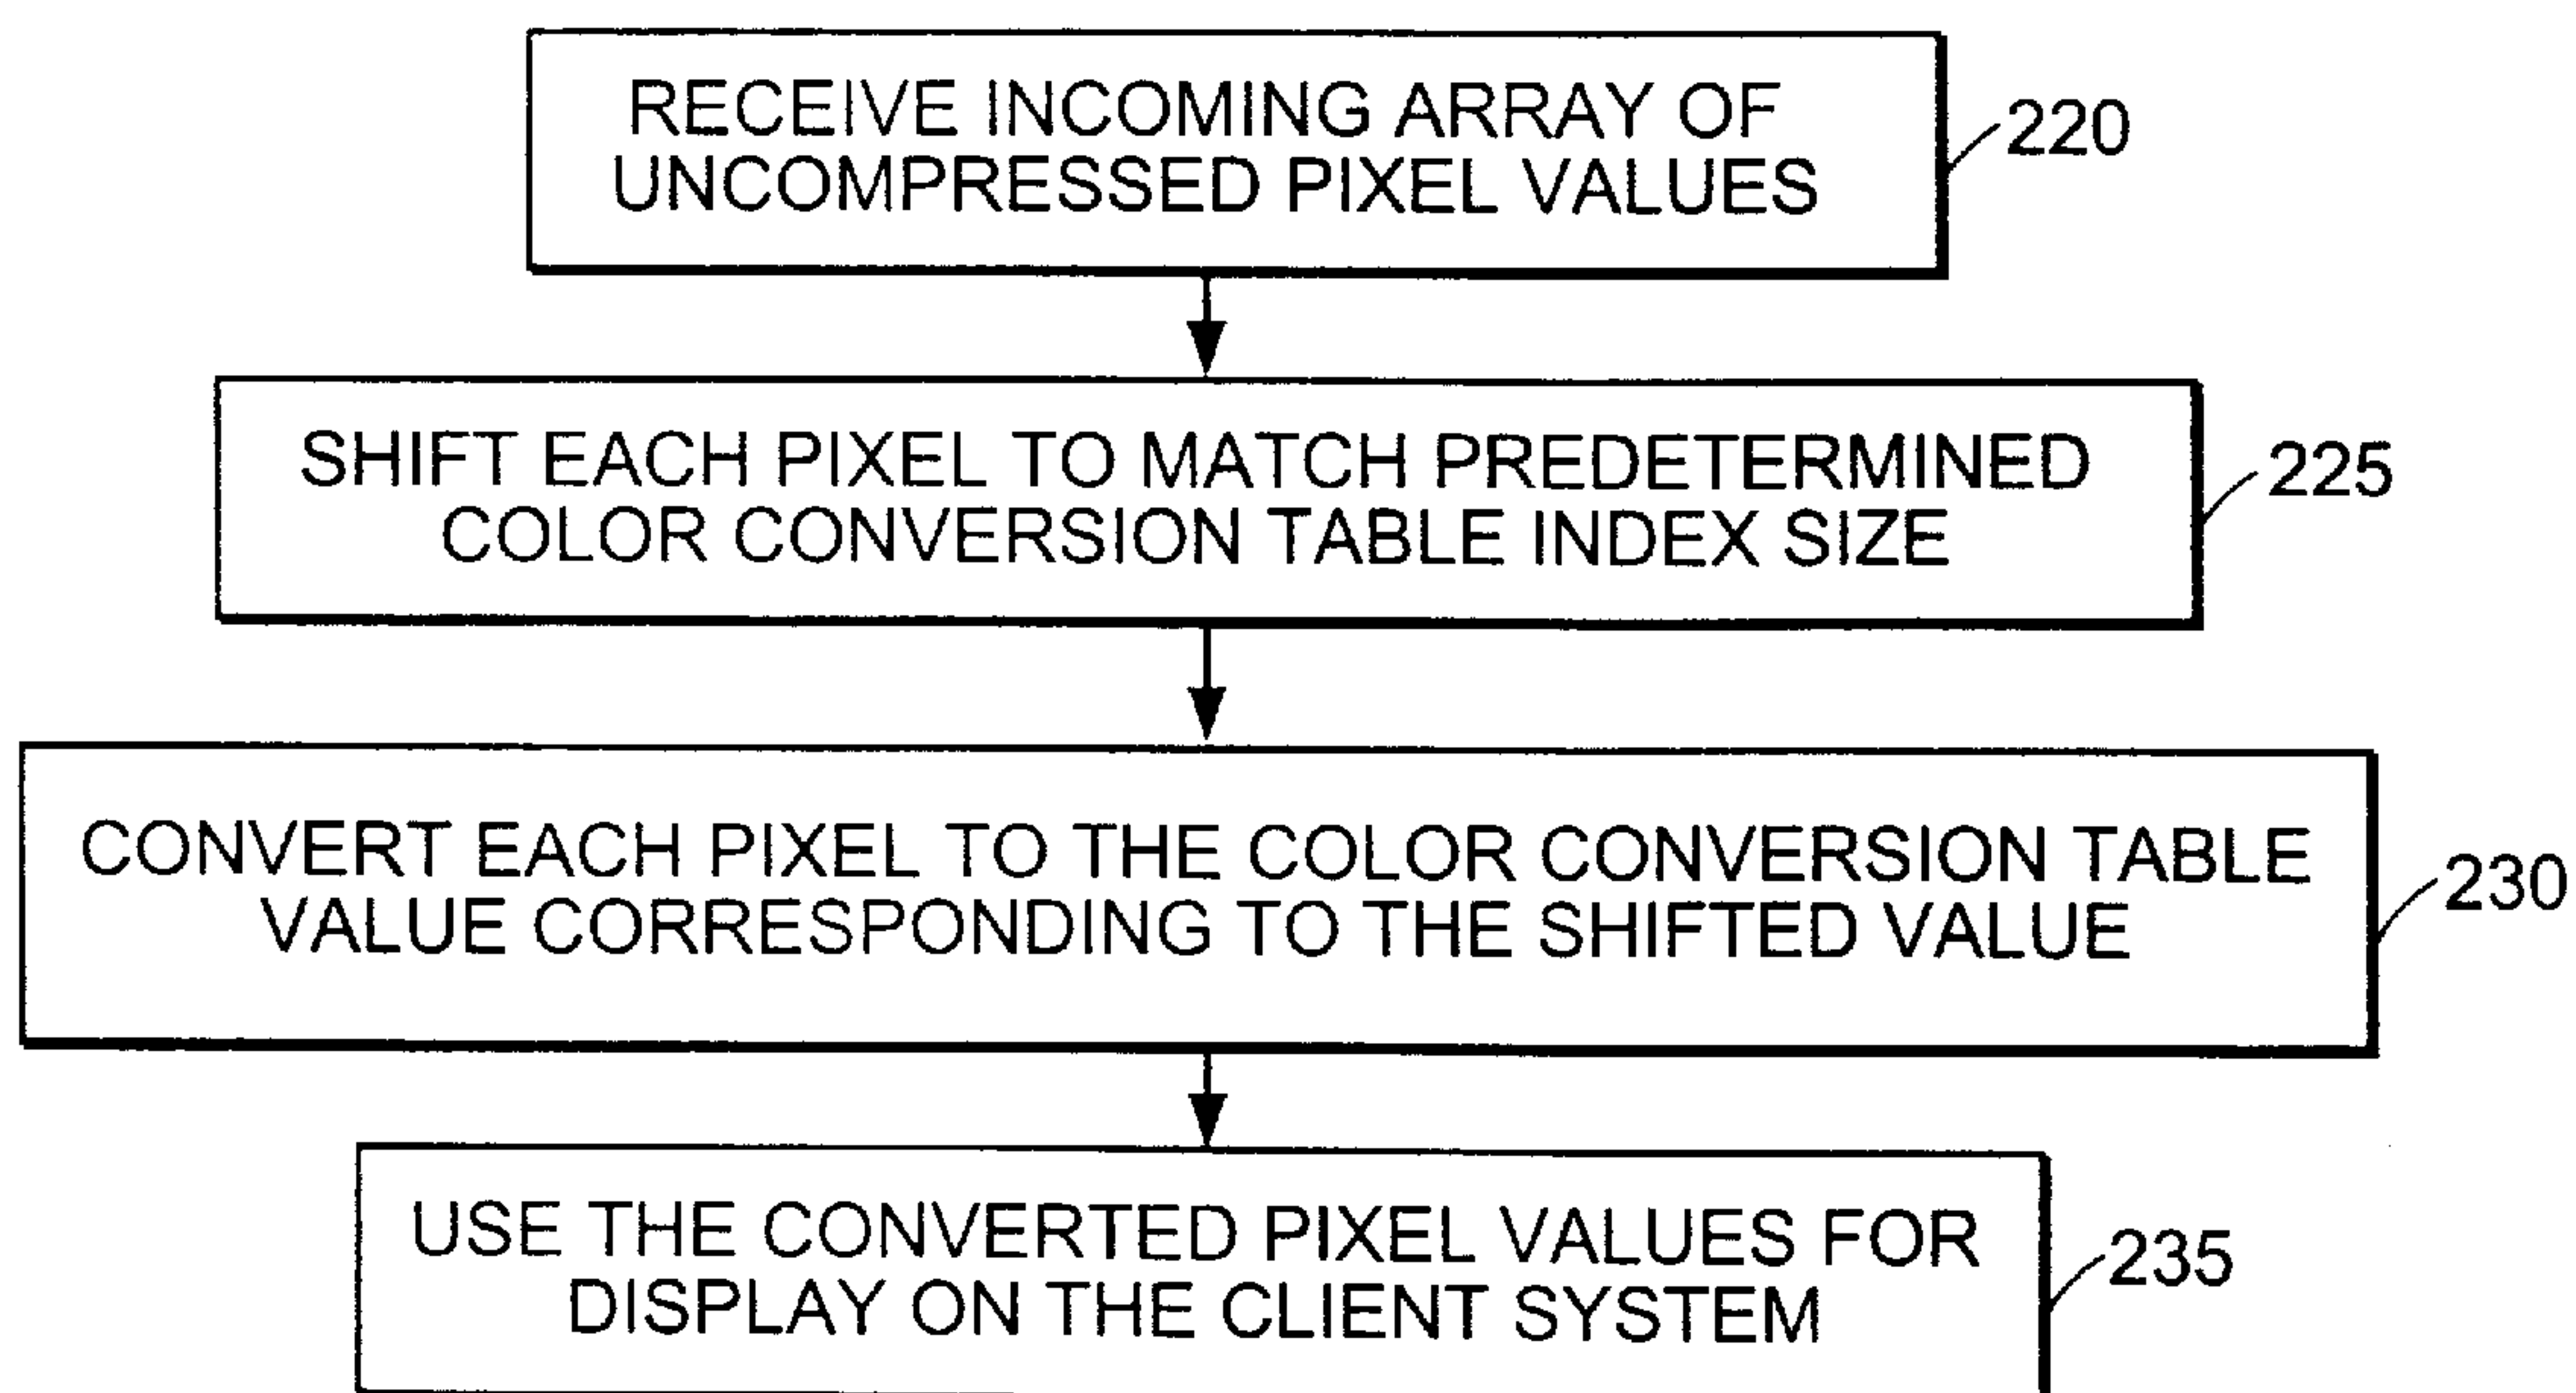 RECEIVE INCOMING ARRAY OF
UNCOMPRESSED PIXEL VALUES
220
SHIFT EACH PIXEL TO MATCH PREDETERMINED
COLOR CONVERSION TABLE INDEX SIZE
225
CONVERT EACH PIXEL TO THE COLOR CONVERSION TABLE
VALUE CORRESPONDING TO THE SHIFTED VALUE
230
USE THE CONVERTED PIXEL VALUES FOR
DISPLAY ON THE CLIENT SYSTEM
235